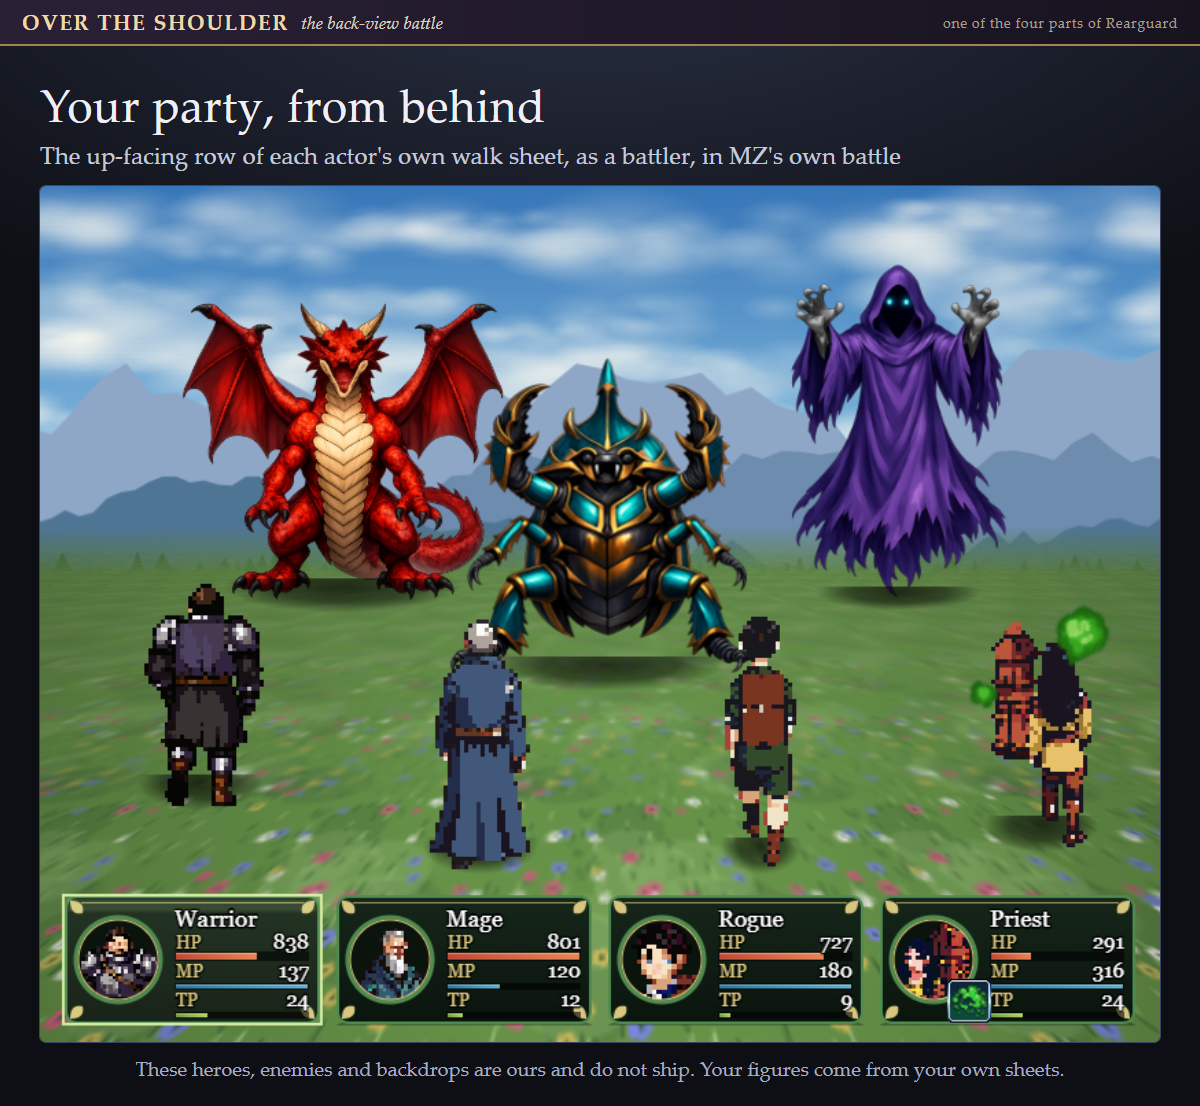 OVER THE SHOULDER the back-view battle
one of the four parts of Rearguard
Your party, from behind
The up-facing row of each actor's own walk sheet, as a battler, in MZ's own battle
Warrior
HP 838
MP 137
TP 24
Mage
HP 801
MP 120
TP 12
Rogue
HP 727
MP 180
TP 9
Priest
HP 291
MP 316
TP 24
These heroes, enemies and backdrops are ours and do not ship. Your figures come from your own sheets.